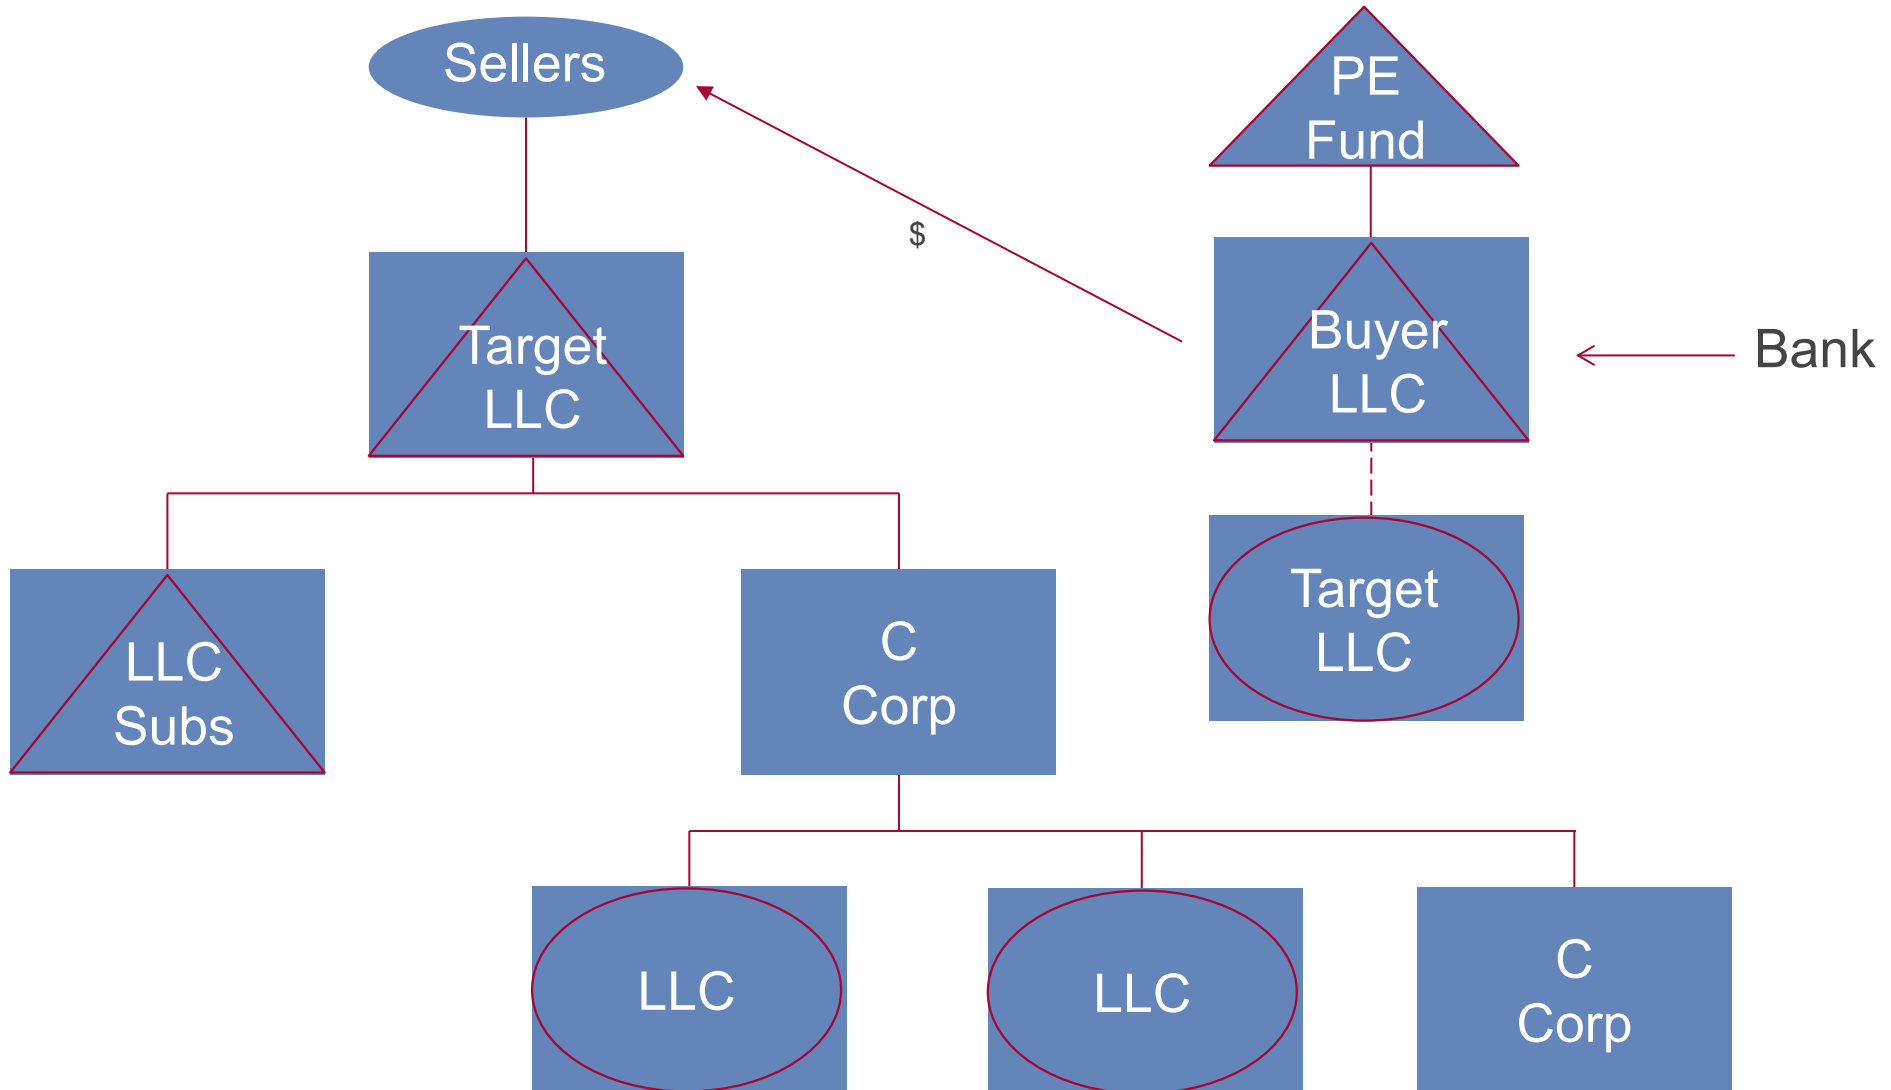 Sellers
PE
Fund
$
Target
LLC
Buyer
LLC
Bank
Target
LLC
LLC
Subs
C
Corp
LLC
LLC
C
Corp